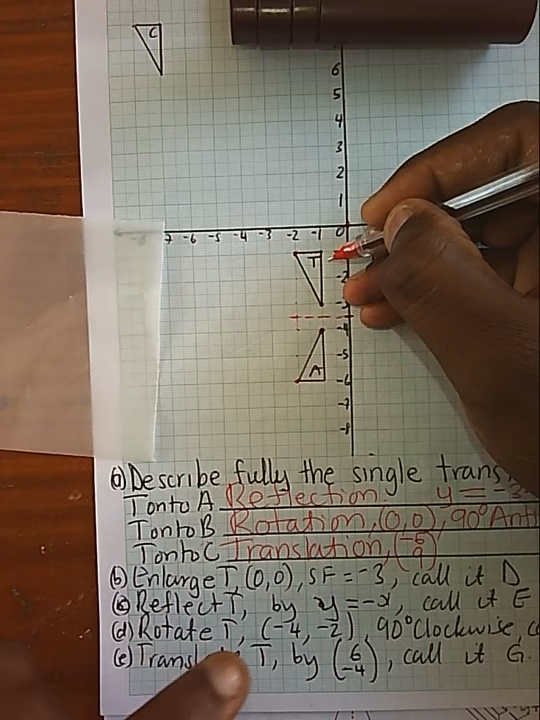 C
6
5
4
3
2
1
7 -6 -5 -4 -3 -2 -1 0
T
-2
-3
-4
-5
A
-6
-7
-8
(a) Describe fully the single trans
T onto A Reflection y = -3
T onto B Rotation, (0,0), 90° Anti
T onto C Translation, (-6 9)
(b) Enlarge T, (0,0), SF = -3, call it D
(c) Reflect T, by y = -x, call it E
(d) Rotate T, (-4, -2), 90° Clockwise, c
(e) Trans T, by (6 -4), call it G.